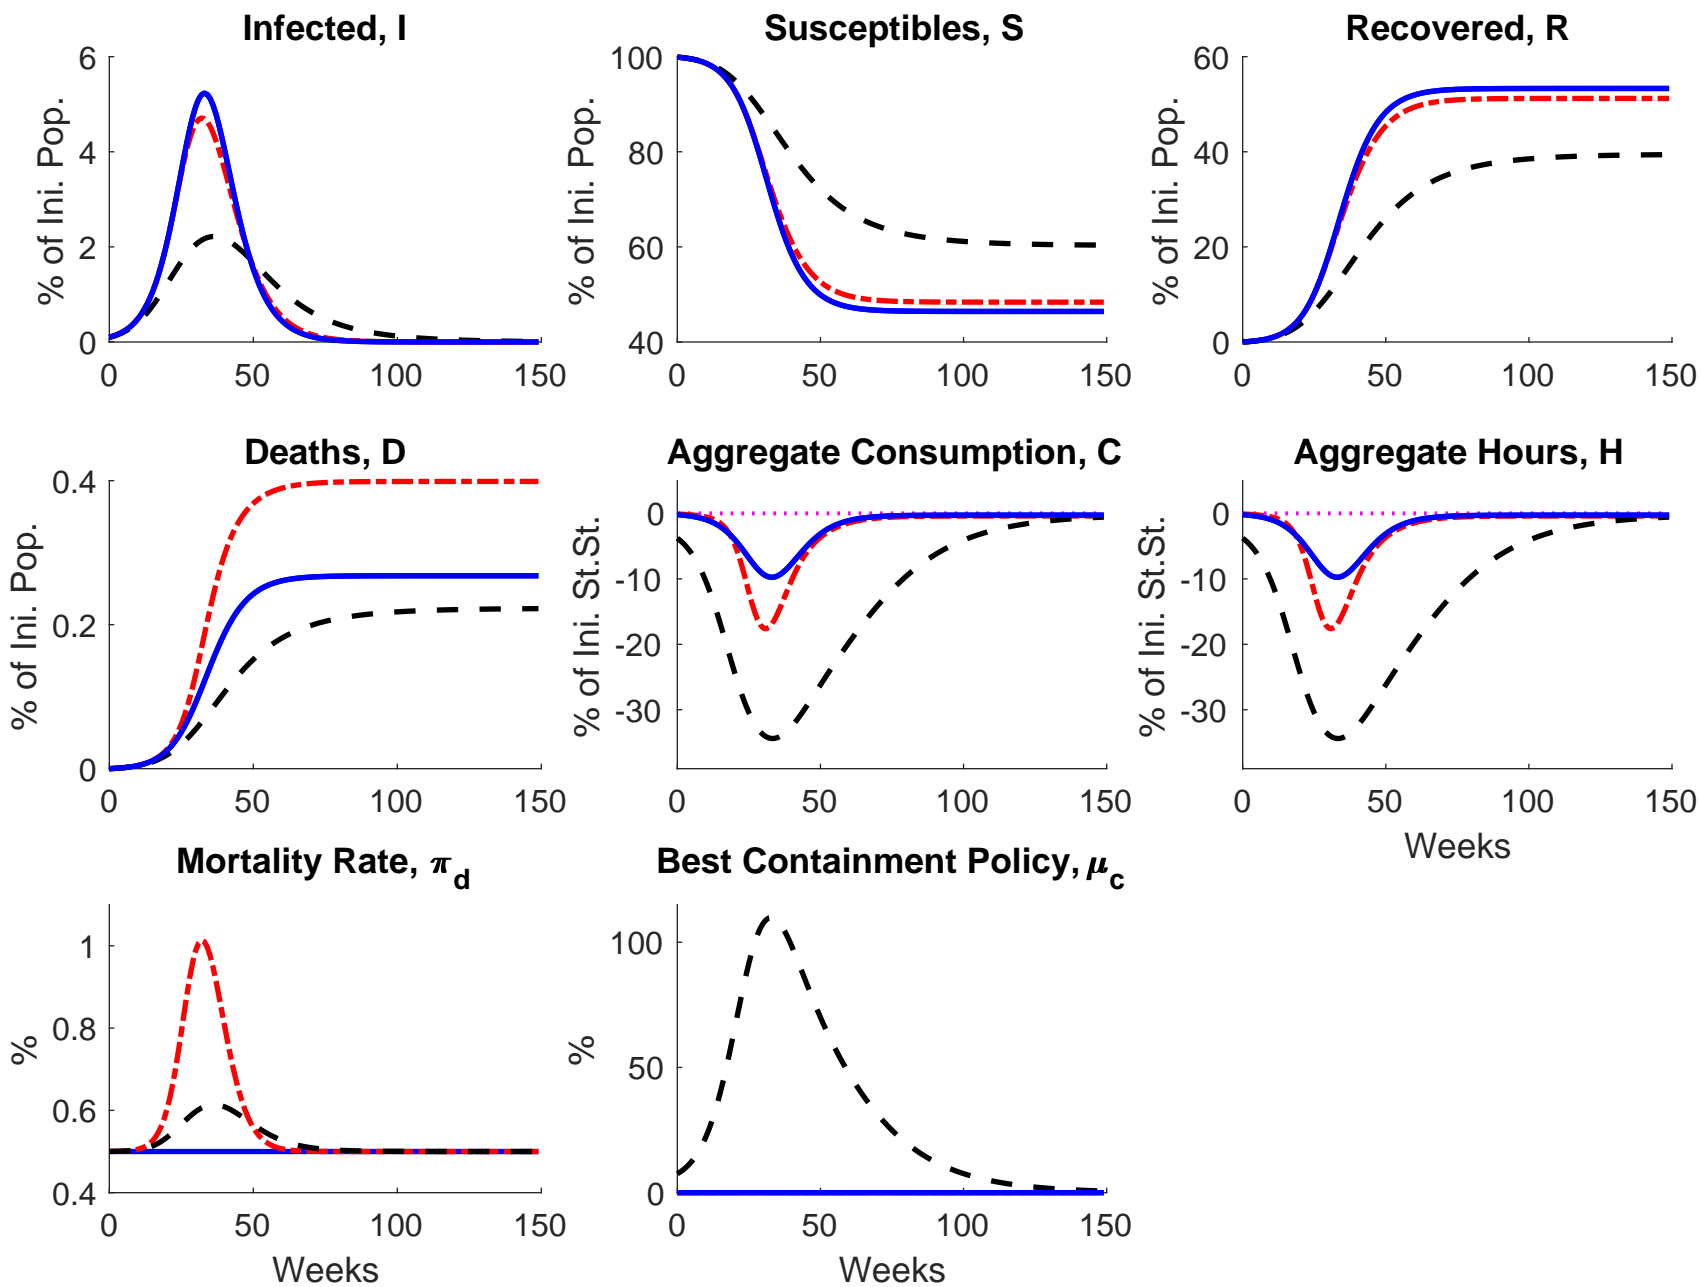 Infected, I
% of Ini. Pop.
6
4
2
0
0 50 100 150
Susceptibles, S
% of Ini. Pop.
100
80
60
40
0 50 100 150
Recovered, R
% of Ini. Pop.
60
40
20
0
0 50 100 150
Deaths, D
% of Ini. Pop.
0.4
0.2
0
0 50 100 150
Aggregate Consumption, C
% of Ini. St.St.
0
-10
-20
-30
0 50 100 150
Aggregate Hours, H
% of Ini. St.St.
0
-10
-20
-30
0 50 100 150
Weeks
Mortality Rate, π_d
%
1
0.8
0.6
0.4
0 50 100 150
Weeks
Best Containment Policy, μ_c
%
100
50
0
0 50 100 150
Weeks